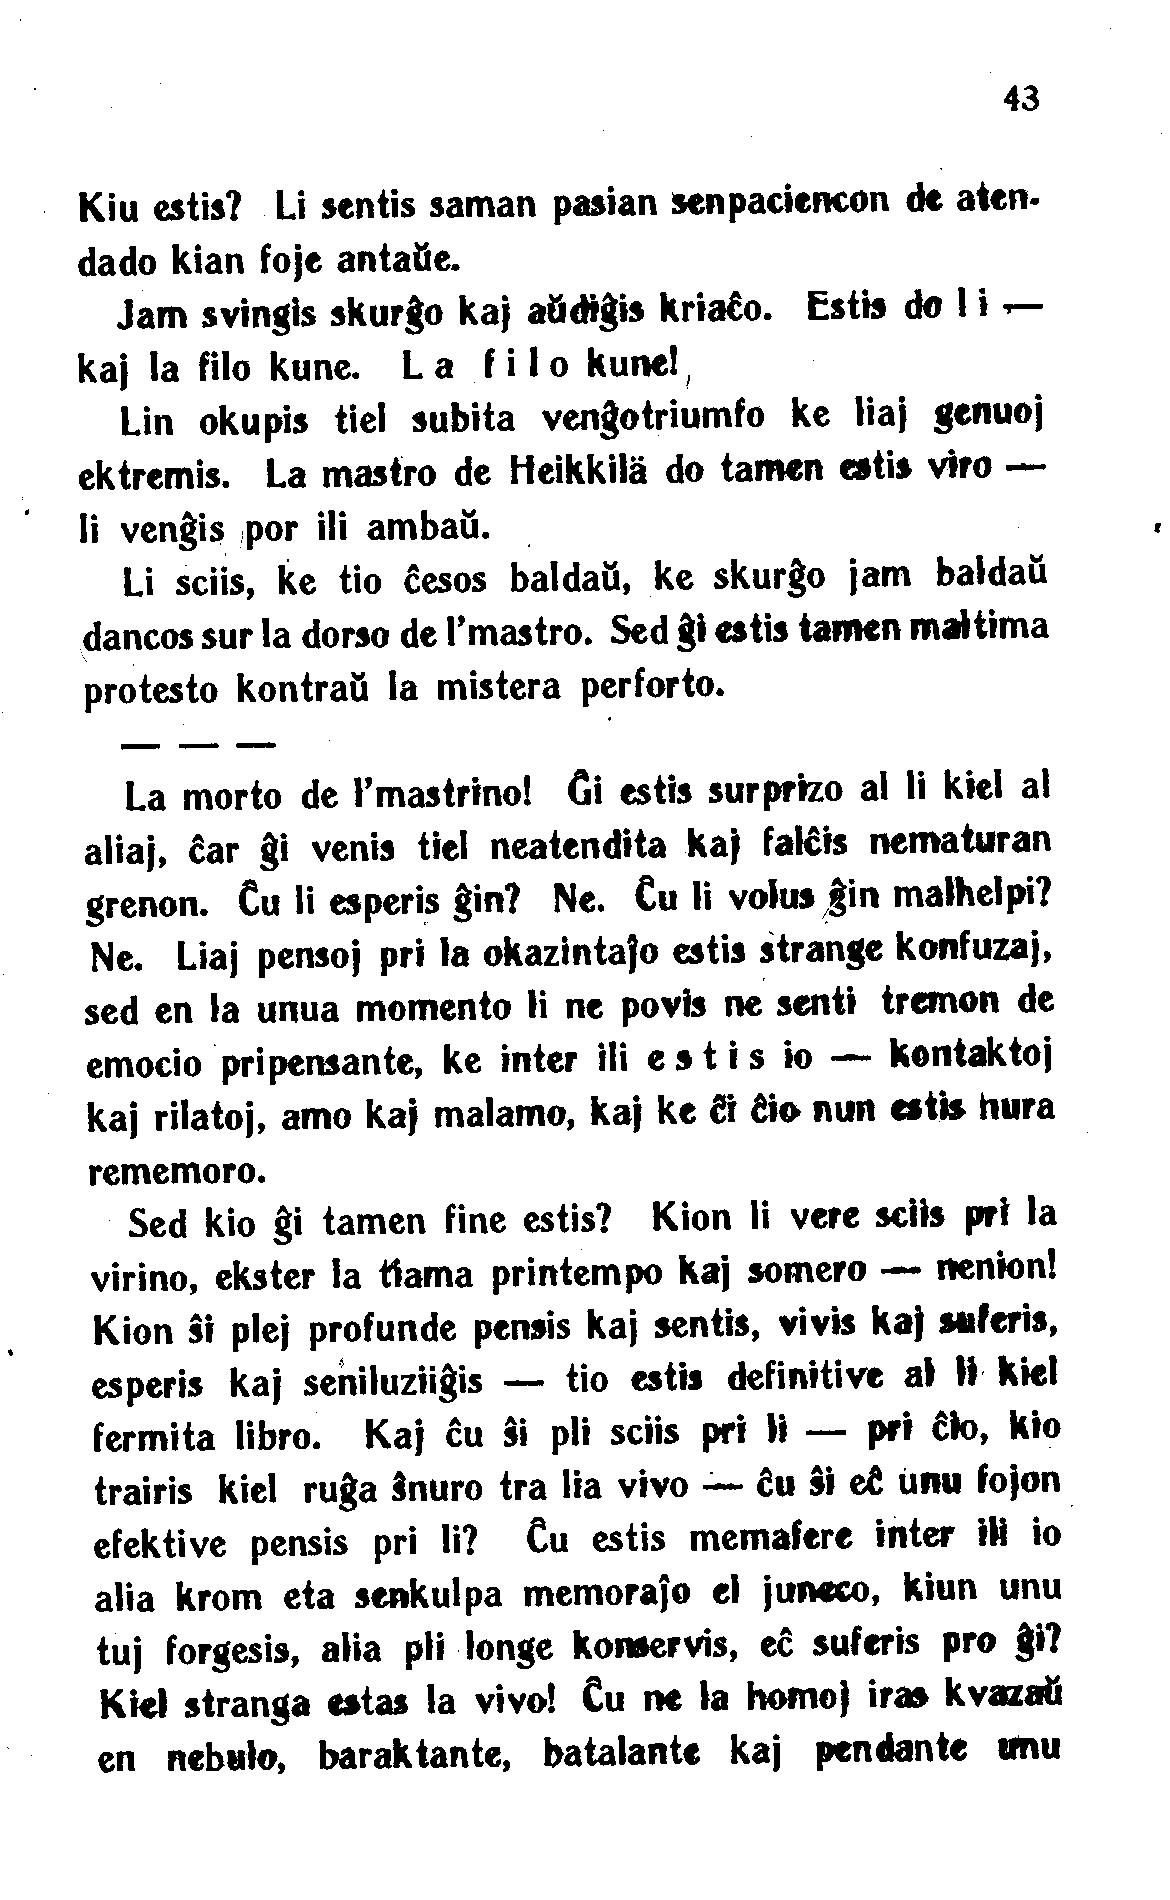 43
Kiu estis? Li sentis saman pasian senpaciencon de aten-
dado kian foje antaŭe.
Jam svingis skurĝo kaj aŭdiĝis kriaĉo. Estis do l i —
kaj la filo kune. L a f i l o kune!
Lin okupis tiel subita venĝotriumfo ke liaj genuoj
ektremis. La mastro de Heikkilä do tamen estis viro —
li venĝis por ili ambaŭ.
Li sciis, ke tio ĉesos baldaŭ, ke skurĝo jam baldaŭ
dancos sur la dorso de l'mastro. Sed ĝi estis tamen maltima
protesto kontraŭ la mistera perforto.
— — —
La morto de l'mastrino! Ĝi estis surprizo al li kiel al
aliaj, ĉar ĝi venis tiel neatendita kaj falĉis nematuran
grenon. Ĉu li esperis ĝin? Ne. Ĉu li volus ĝin malhelpi?
Ne. Liaj pensoj pri la okazintaĵo estis strange konfuzaj,
sed en la unua momento li ne povis ne senti tremon de
emocio pripensante, ke inter ili e s t i s io — kontaktoj
kaj rilatoj, amo kaj malamo, kaj ke ĉi ĉio nun estis nura
rememoro.
Sed kio ĝi tamen fine estis? Kion li vere sciis pri la
virino, ekster la tiama printempo kaj somero — nenion!
Kion ŝi plej profunde pensis kaj sentis, vivis kaj suferis,
esperis kaj seniluziiĝis — tio estis definitive al li kiel
fermita libro. Kaj ĉu ŝi pli sciis pri li — pri ĉio, kio
trairis kiel ruĝa ŝnuro tra lia vivo — ĉu ŝi eĉ unu fojon
efektive pensis pri li? Ĉu estis memafere inter ili io
alia krom eta senkulpa memoraĵo el juneco, kiun unu
tuj forgesis, alia pli longe konservis, eĉ suferis pro ĝi?
Kiel stranga estas la vivo! Ĉu ne la homoj iras kvazaŭ
en nebulo, baraktante, batalante kaj pendante unu